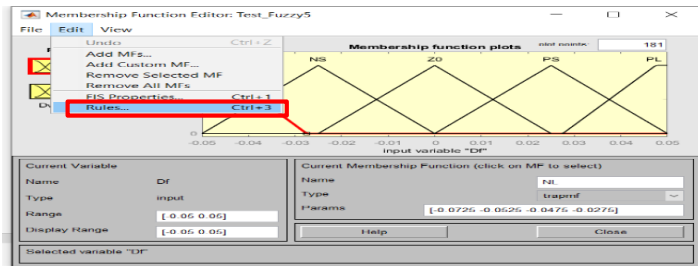 Membership Function Editor: Test_Fuzzy5
File Edit View
Undo Ctrl+Z
Add MFs...
Add Custom MF...
Remove Selected MF
Remove All MFs
FIS Properties... Ctrl+1
Rules... Ctrl+3
Membership function plots plot points: 181
NS Z0 PS PL
0
-0.05 -0.04 -0.03 -0.02 -0.01 0 0.01 0.02 0.03 0.04 0.05
input variable "Df"
Current Variable
Name Df
Type input
Range [-0.05 0.05]
Display Range [-0.05 0.05]
Current Membership Function (click on MF to select)
Name NL
Type trapmf
Params [-0.0725 -0.0525 -0.0475 -0.0275]
Help Close
Selected variable "Df"